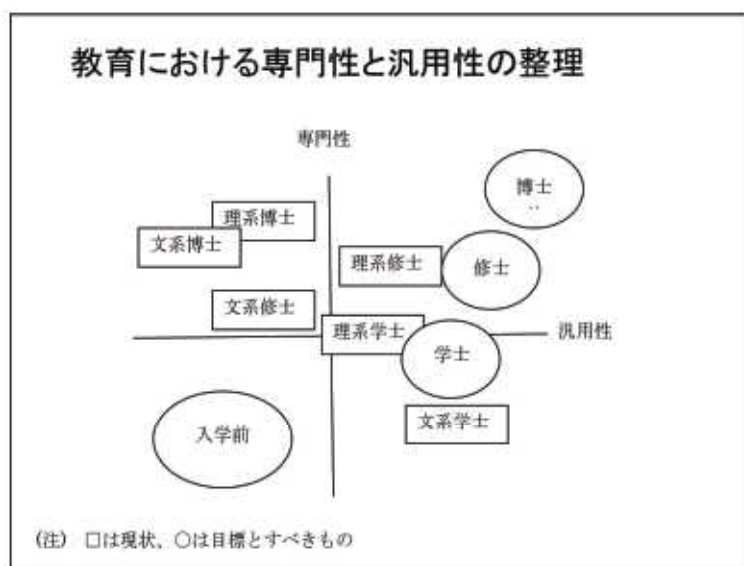 教育における専門性と汎用性の整理
専門性
博士
理系博士
文系博士
理系修士
修士
文系修士
理系学士
汎用性
学士
文系学士
入学前
(注) □は現状、○は目標とすべきもの